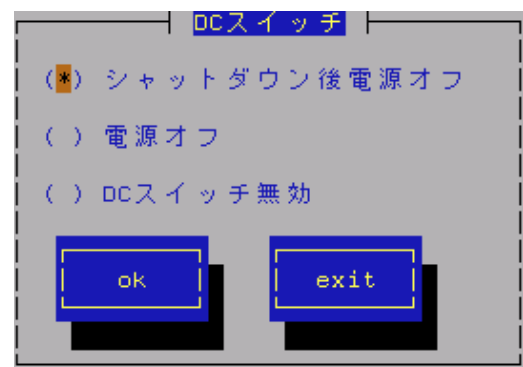 DCスイッチ
(*) シャットダウン後電源オフ
( ) 電源オフ
( ) DCスイッチ無効
ok exit